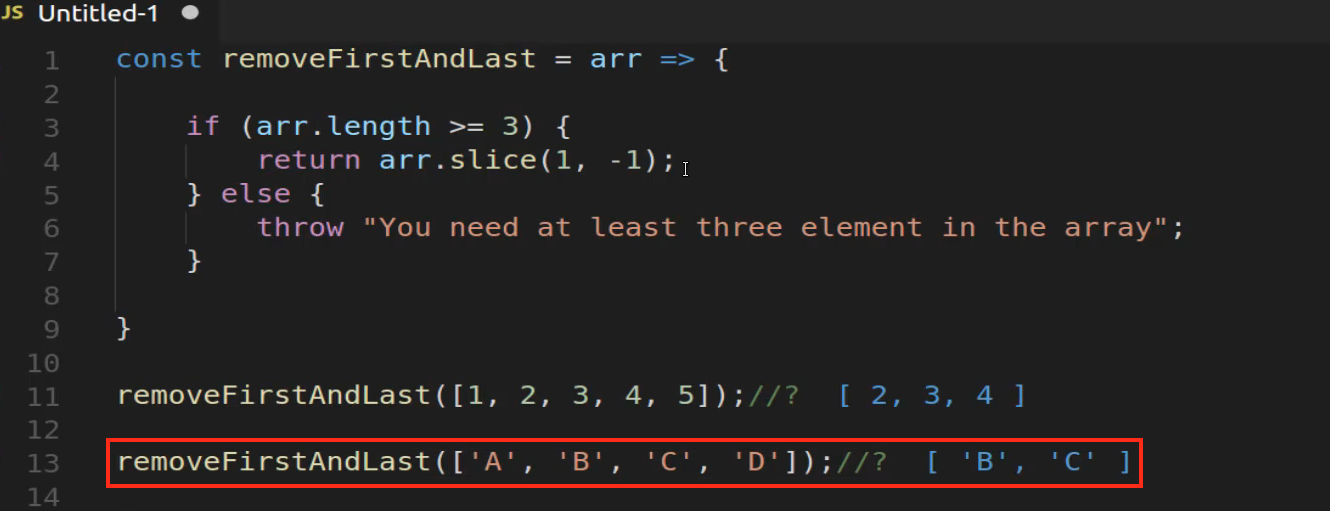 JS Untitled-1
1 const removeFirstAndLast = arr => {
2
3 if (arr.length >= 3) {
4 return arr.slice(1, -1);
5 } else {
6 throw "You need at least three element in the array";
7 }
8
9 }
10
11 removeFirstAndLast([1, 2, 3, 4, 5]);//? [ 2, 3, 4 ]
12
13 removeFirstAndLast(['A', 'B', 'C', 'D']);//? [ 'B', 'C' ]
14